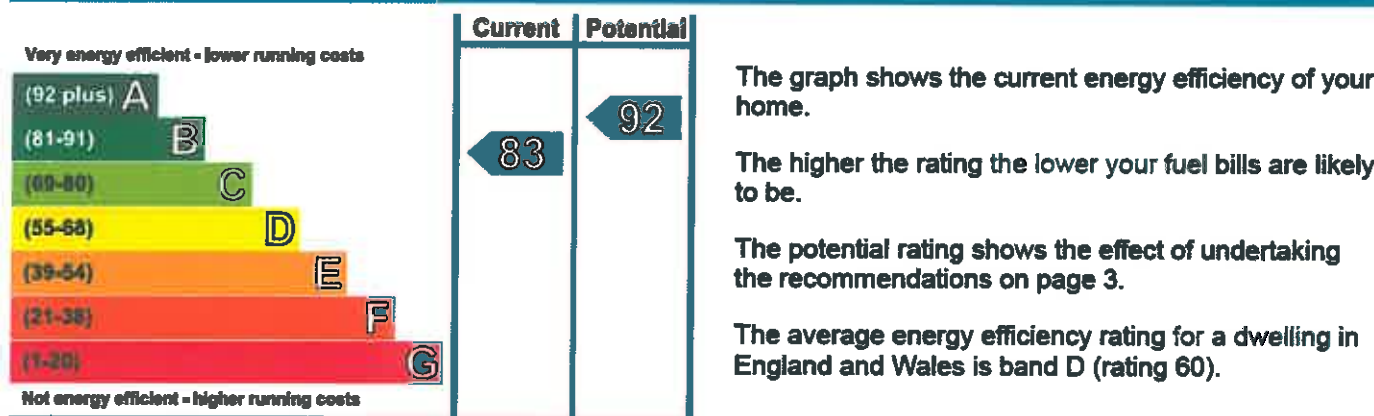 Current Potential
Very energy efficient - lower running costs
(92 plus) A
(81-91) B
(69-80) C
(55-68) D
(39-54) E
(21-38) F
(1-20) G
Not energy efficient - higher running costs
83
92
The graph shows the current energy efficiency of your
home.
The higher the rating the lower your fuel bills are likely
to be.
The potential rating shows the effect of undertaking
the recommendations on page 3.
The average energy efficiency rating for a dwelling in
England and Wales is band D (rating 60).